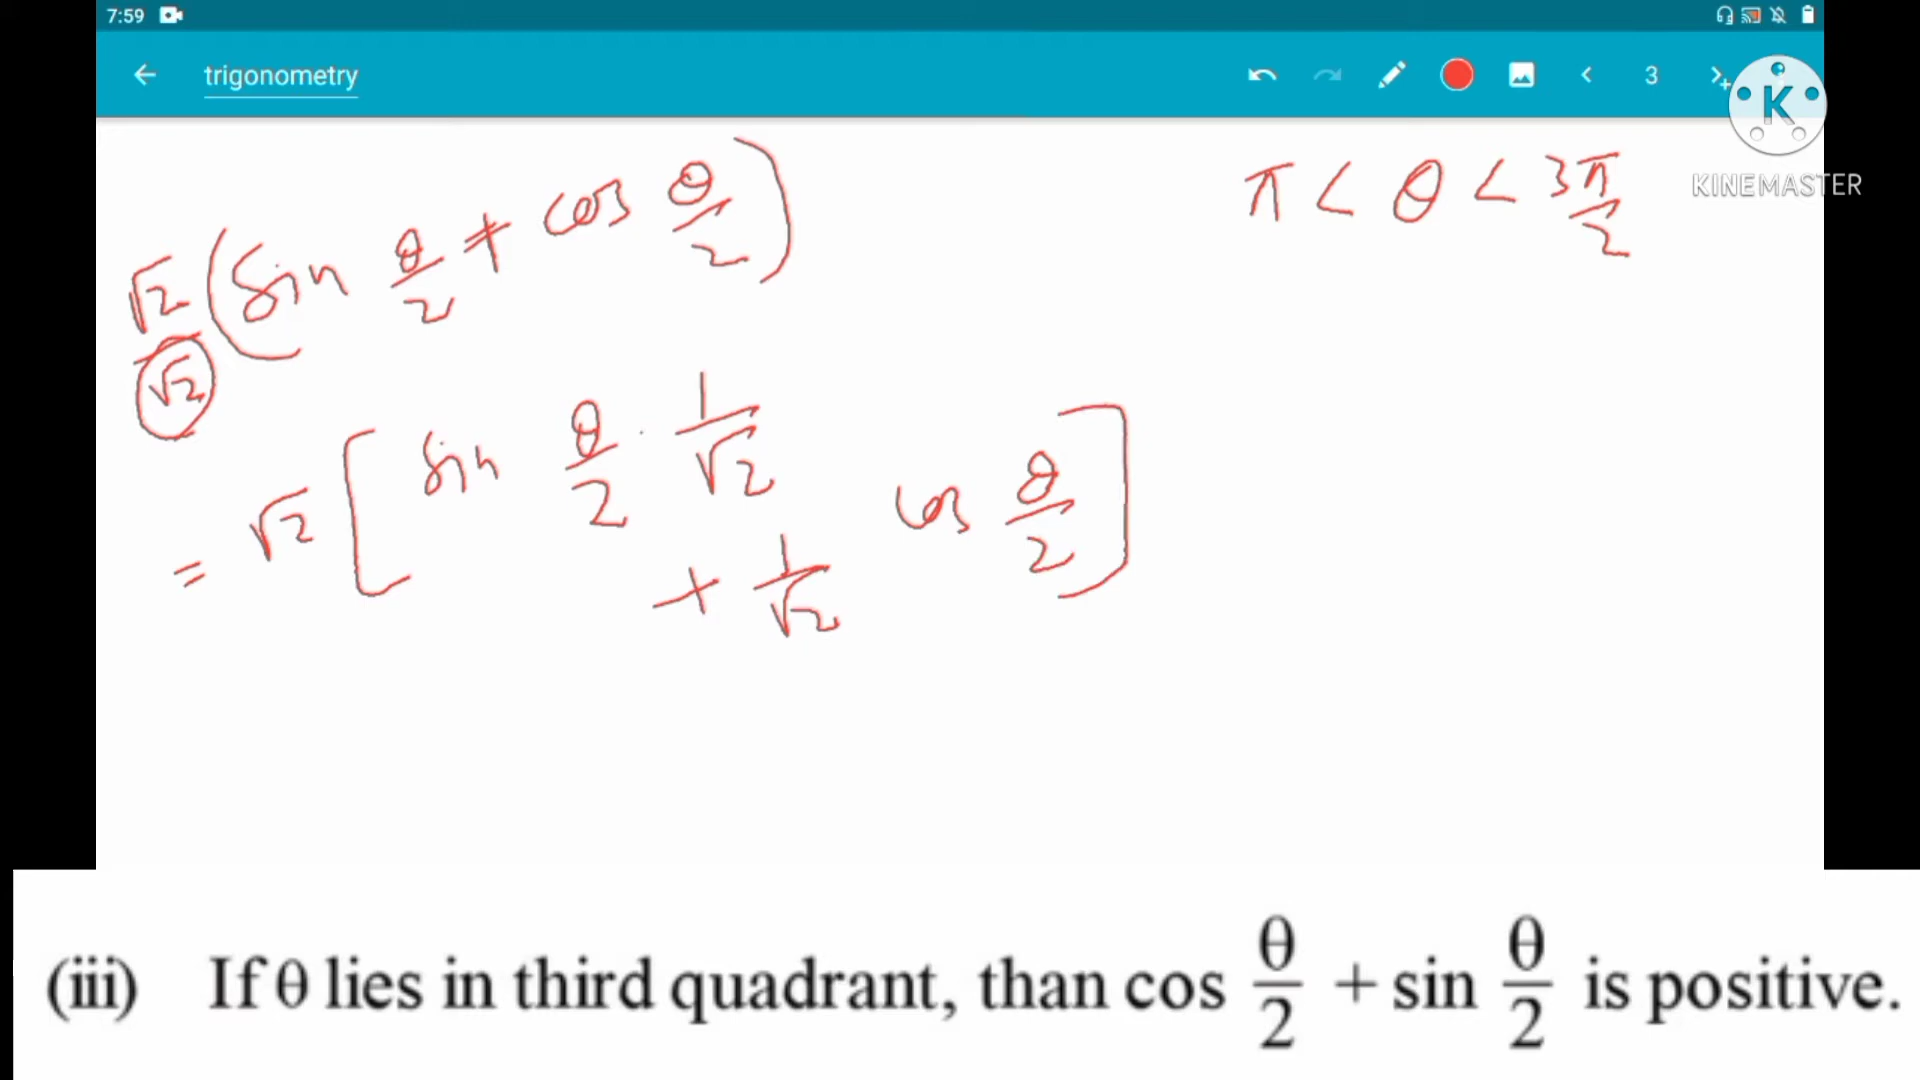 7:59
trigonometry
3
K
KINEMASTER
π < θ < 3π/2
√2/√2 (sin θ/2 + cos θ/2)
= √2 [sin θ/2 · 1/√2
+ 1/√2 cos θ/2]
(iii) If θ lies in third quadrant, than cos θ/2 + sin θ/2 is positive.